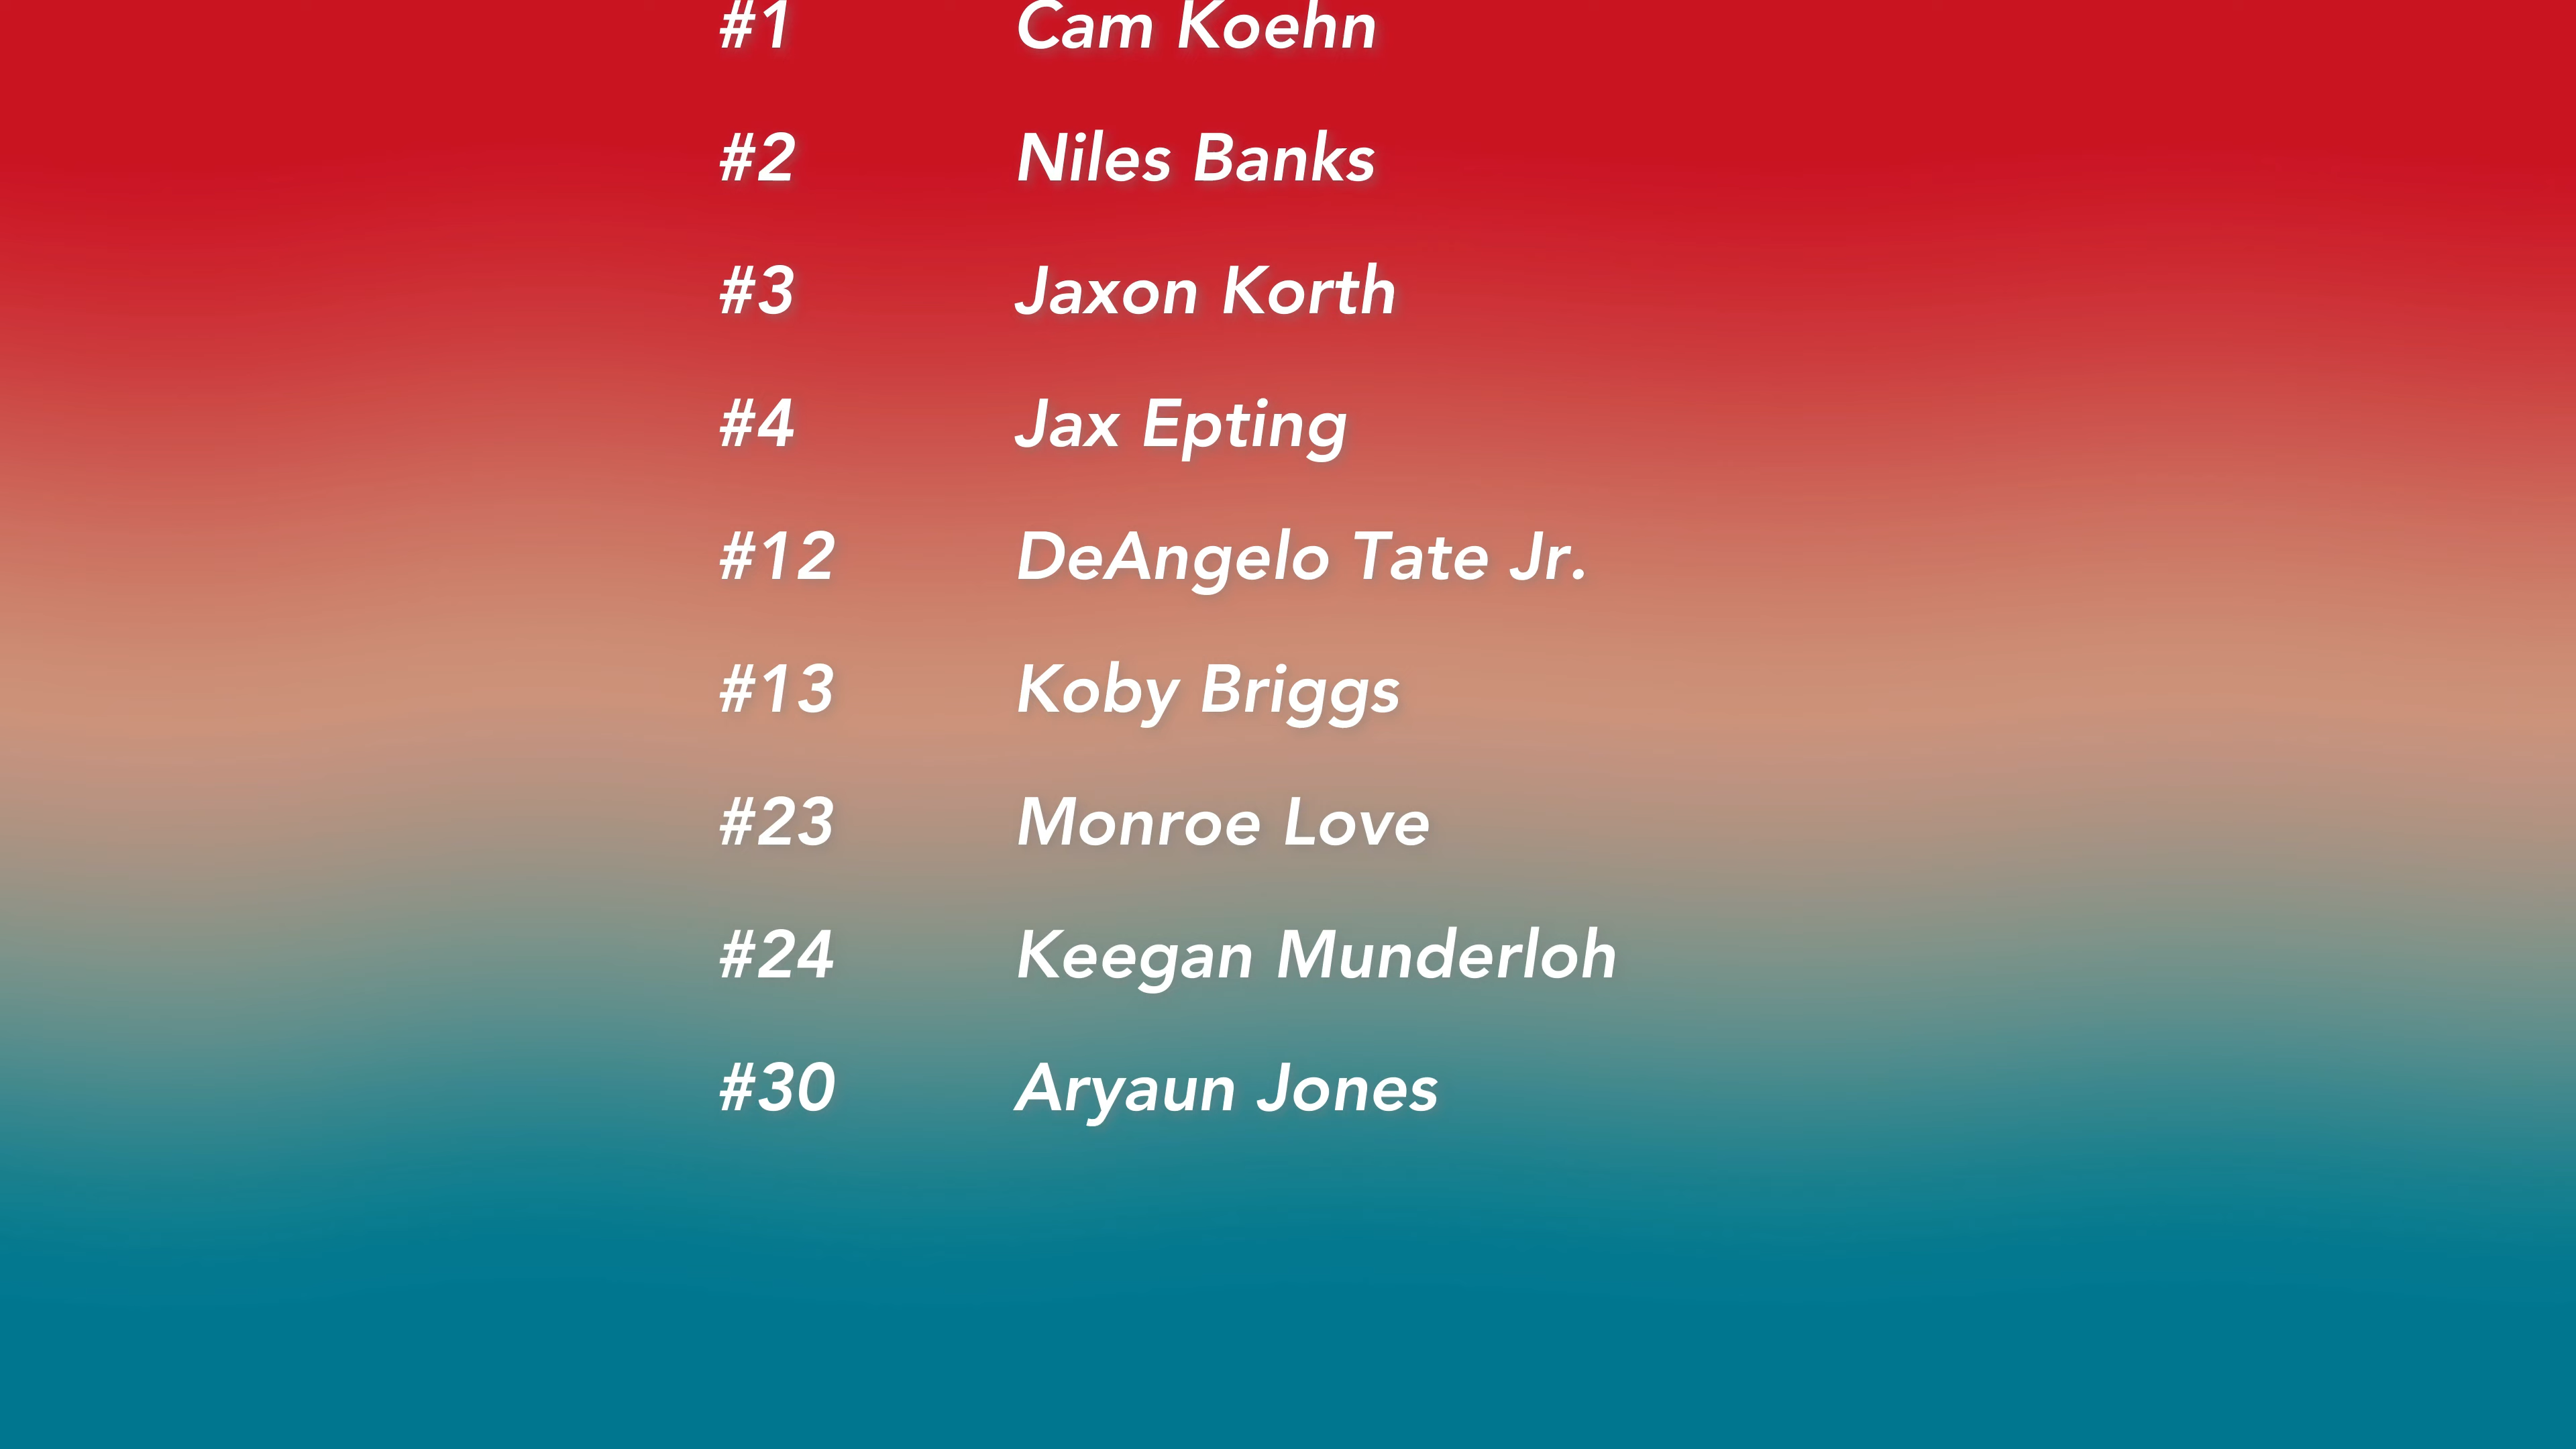 #1 Cam Koehn
#2 Niles Banks
#3 Jaxon Korth
#4 Jax Epting
#12 DeAngelo Tate Jr.
#13 Koby Briggs
#23 Monroe Love
#24 Keegan Munderloh
#30 Aryaun Jones